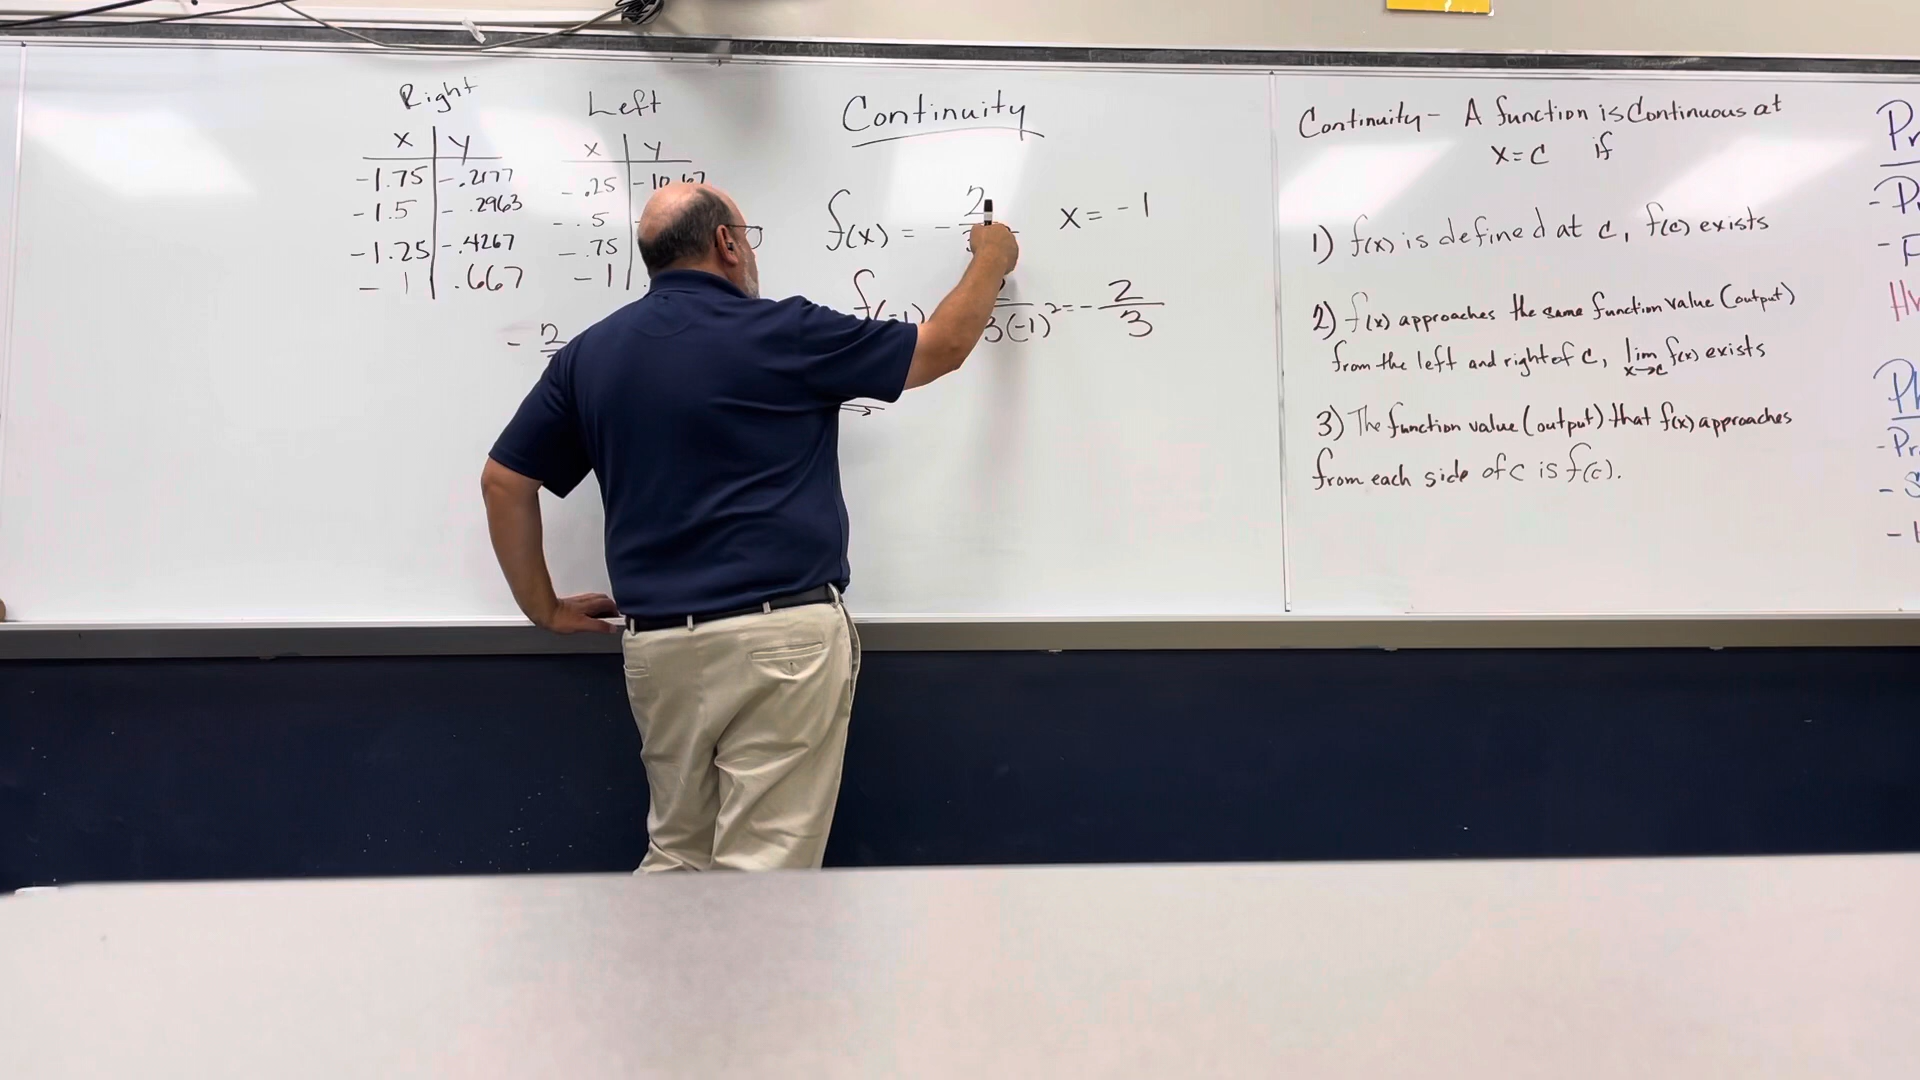 Right
x y
-1.75 -.2177
-1.5 -.2963
-1.25 -.4267
-1 .667
Left
x y
-.25 -10.67
-.5
-.75
-1
- 2
Continuity
f(x) = - 2 x = -1
f(-1)
3(-1)² = - 2/3
Continuity - A function is Continuous at
x = c if
1) f(x) is defined at c, f(c) exists
2) f(x) approaches the same function value (output)
from the left and right of c, lim x→c f(x) exists
3) The function value (output) that f(x) approaches
from each side of c is f(c).